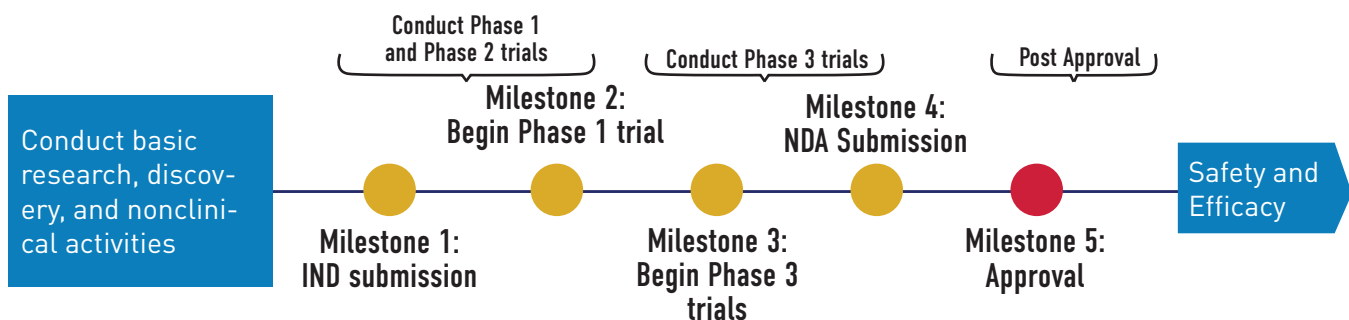 Conduct Phase 1
and Phase 2 trials
Conduct Phase 3 trials
Post Approval
Conduct basic
research, discov-
ery, and nonclini-
cal activities
Milestone 2:
Begin Phase 1 trial
Milestone 4:
NDA Submission
Safety and
Efficacy
Milestone 1:
IND submission
Milestone 3:
Begin Phase 3
trials
Milestone 5:
Approval